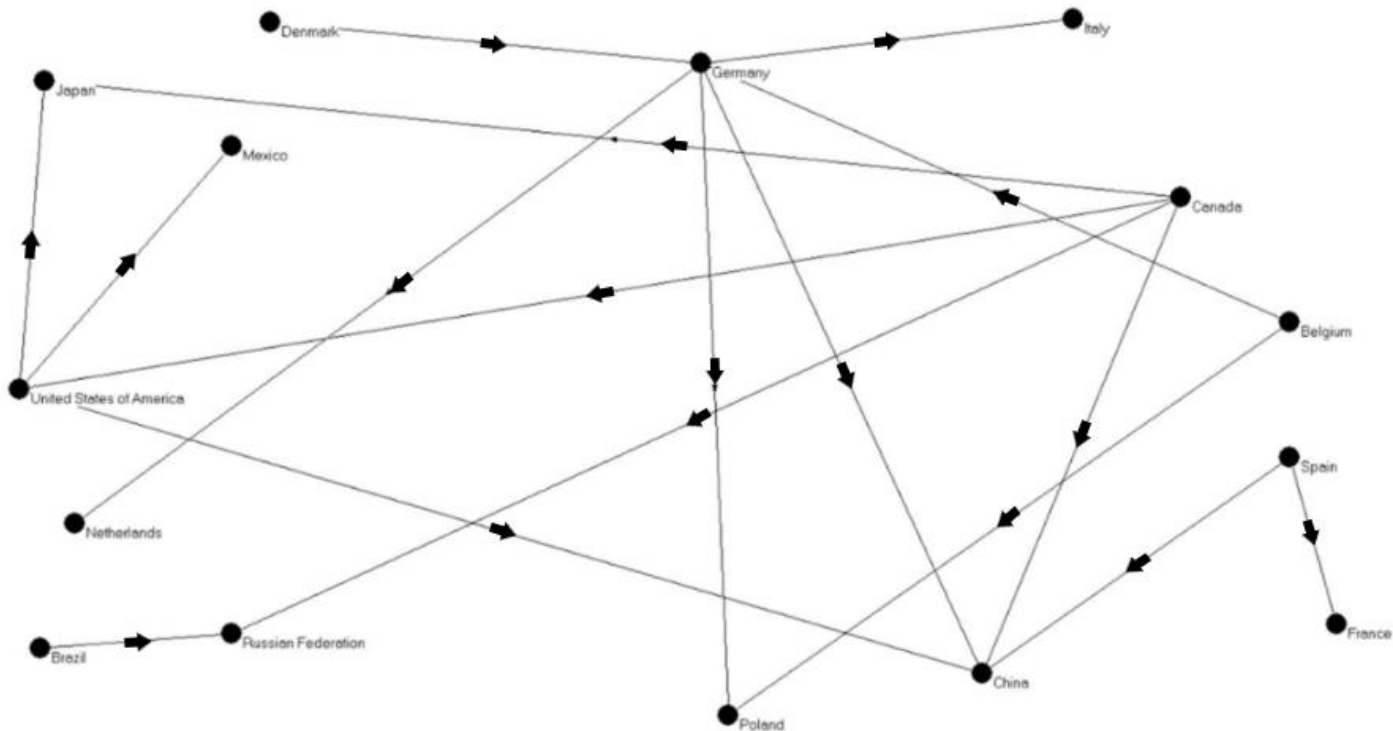 Denmark
Italy
Germany
Japan
Mexico
Canada
Belgium
United States of America
Spain
Netherlands
Russian Federation
France
Brazil
China
Poland